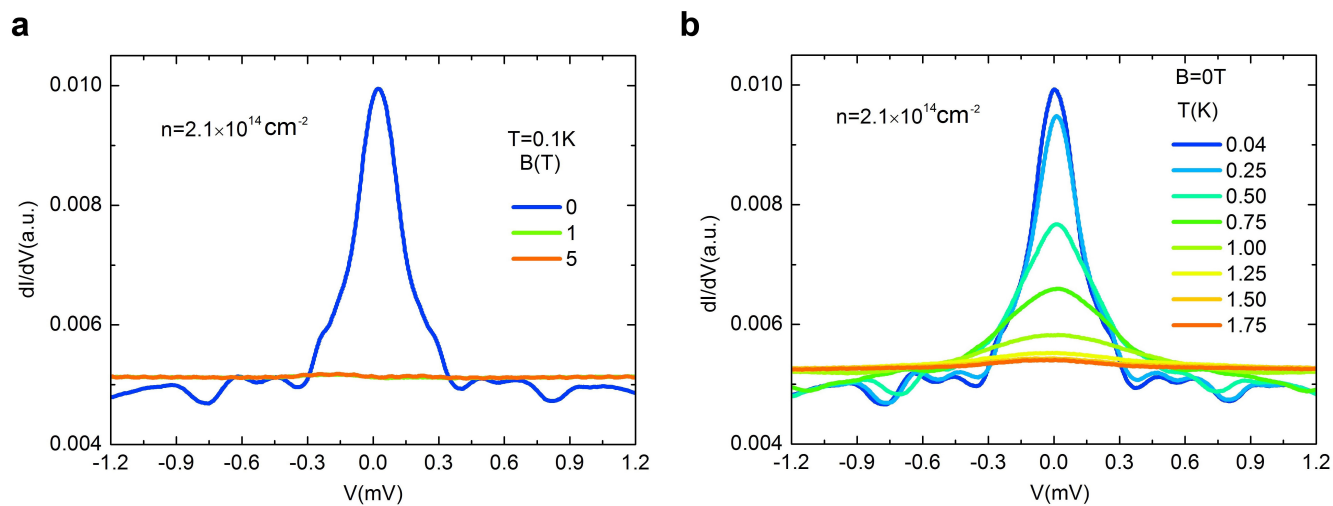 a
0.010
0.008
0.006
0.004
dI/dV(a.u.)
n=2.1×10¹⁴cm⁻²
T=0.1K
B(T)
0
1
5
-1.2 -0.9 -0.6 -0.3 0.0 0.3 0.6 0.9 1.2
V(mV)
b
0.010
0.008
0.006
0.004
dI/dV(a.u.)
n=2.1×10¹⁴cm⁻²
B=0T
T(K)
0.04
0.25
0.50
0.75
1.00
1.25
1.50
1.75
-1.2 -0.9 -0.6 -0.3 0.0 0.3 0.6 0.9 1.2
V(mV)